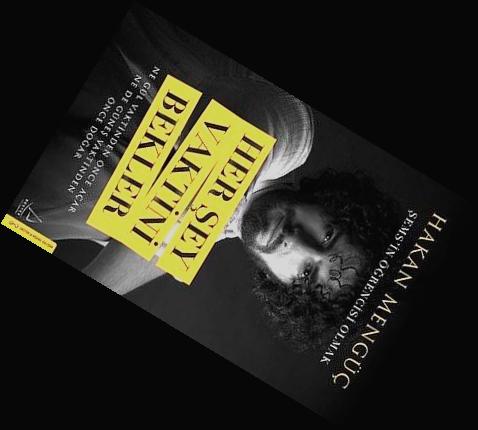 HAKAN MENGÜÇ
ŞEMS'İN ÖĞRENCİSİ OLMAK
HER ŞEY
VAKTİNİ
BEKLER
NE GÜL VAKTİNDEN ÖNCE AÇAR
NE DE GÜNEŞ VAKTİNDEN
ÖNCE DOĞAR